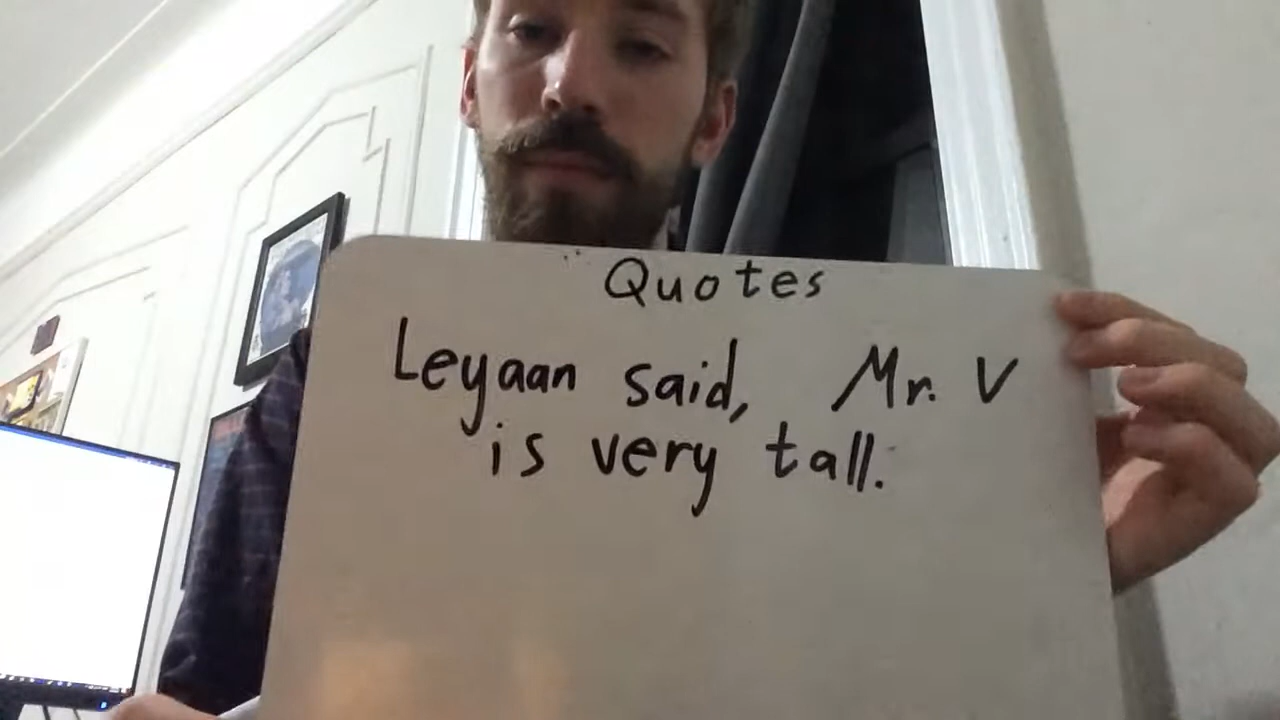 Quotes
Leyaan said, Mr. V
is very tall.